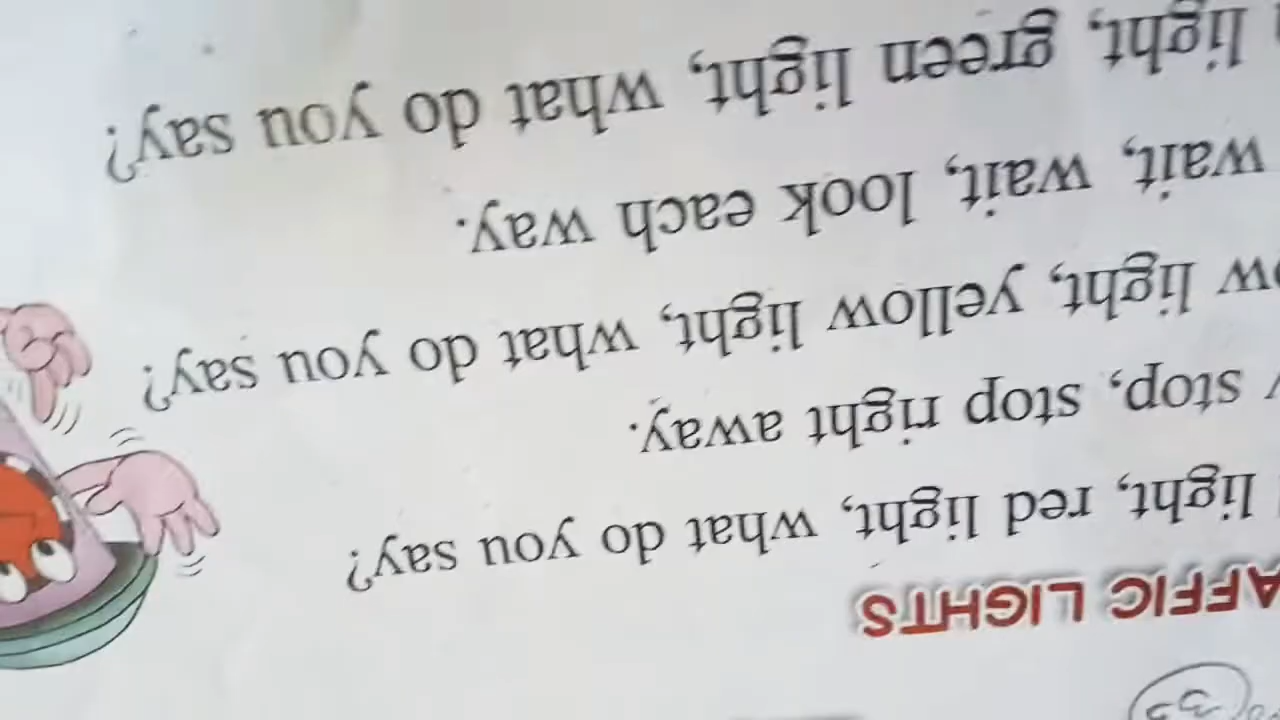 AFFIC LIGHTS
light, red light, what do you say?
stop, stop right away.
w light, yellow light, what do you say?
wait, wait, look each way.
light, green light, what do you say?